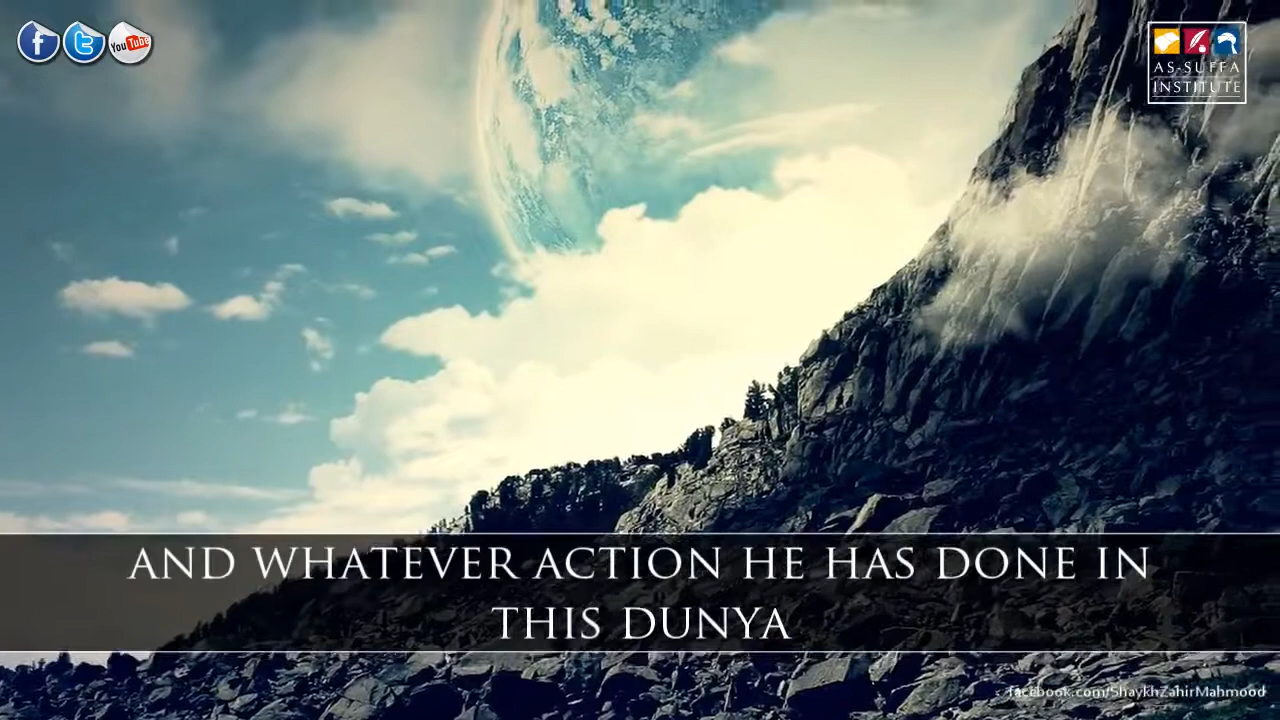 f
t
You Tube
AS-SUFFA
INSTITUTE
AND WHATEVER ACTION HE HAS DONE IN
THIS DUNYA
facebook.com/ShaykhZahirMahmood